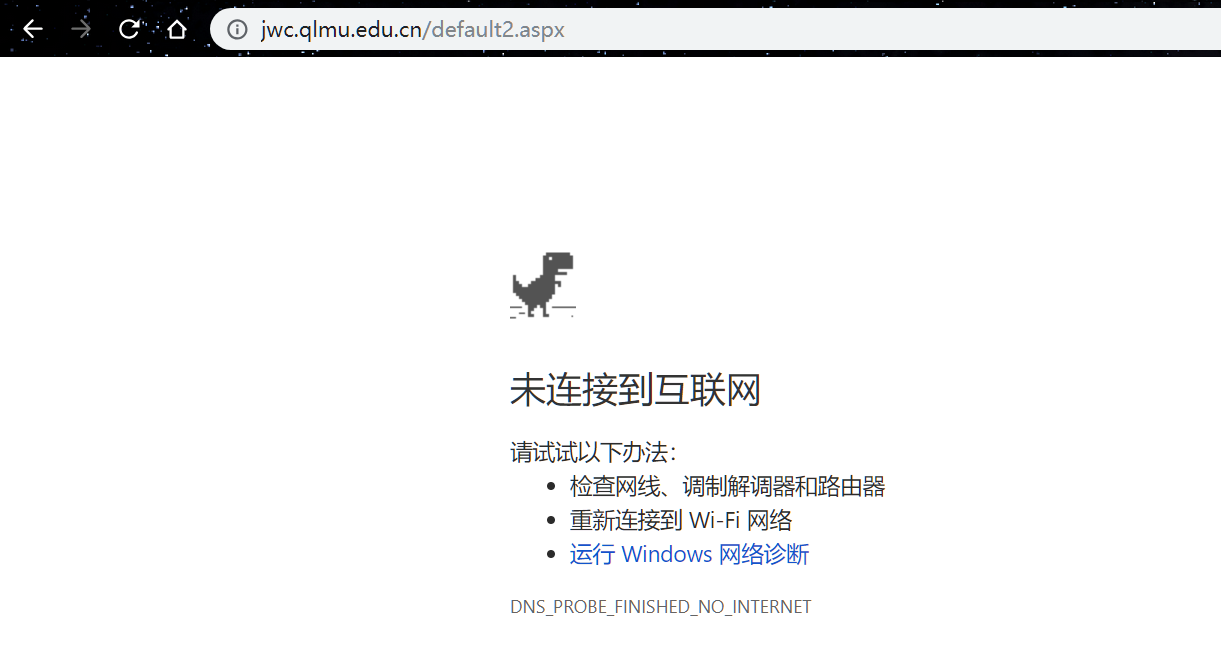 jwc.qlmu.edu.cn/default2.aspx
未连接到互联网
请试试以下办法：
• 检查网线、调制解调器和路由器
• 重新连接到 Wi-Fi 网络
• 运行 Windows 网络诊断
DNS_PROBE_FINISHED_NO_INTERNET